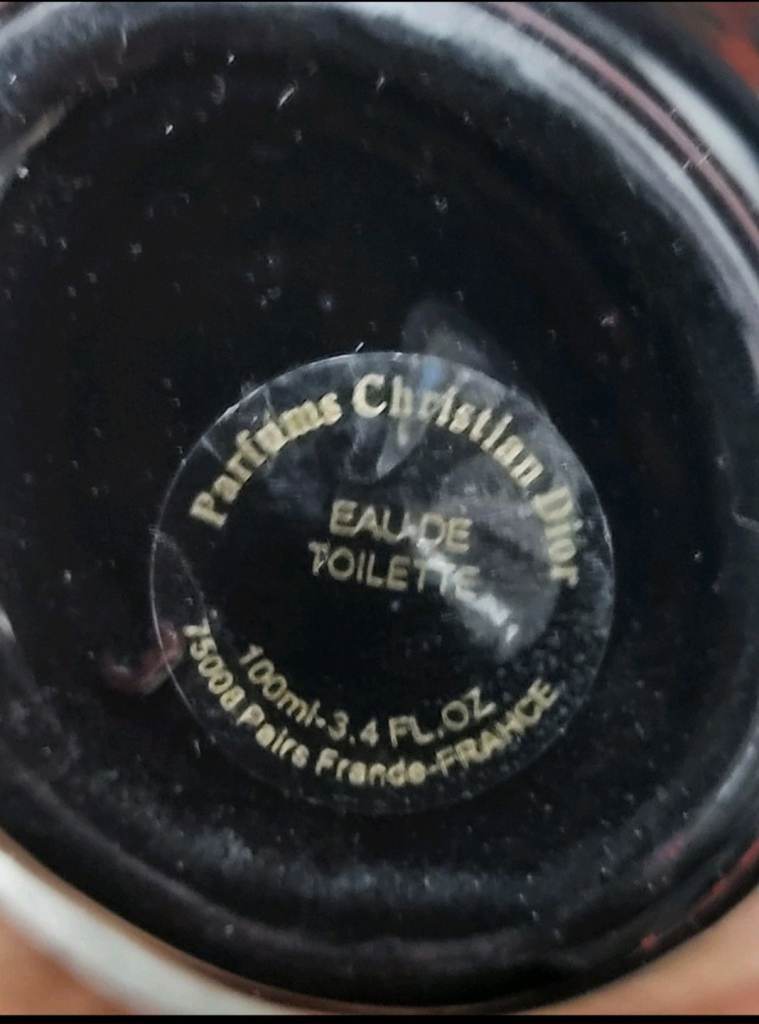 Parfums Christian Dior
EAU DE
TOILETTE
100ml-3.4 FL.OZ
75008 Pairs Frande-FRANCE